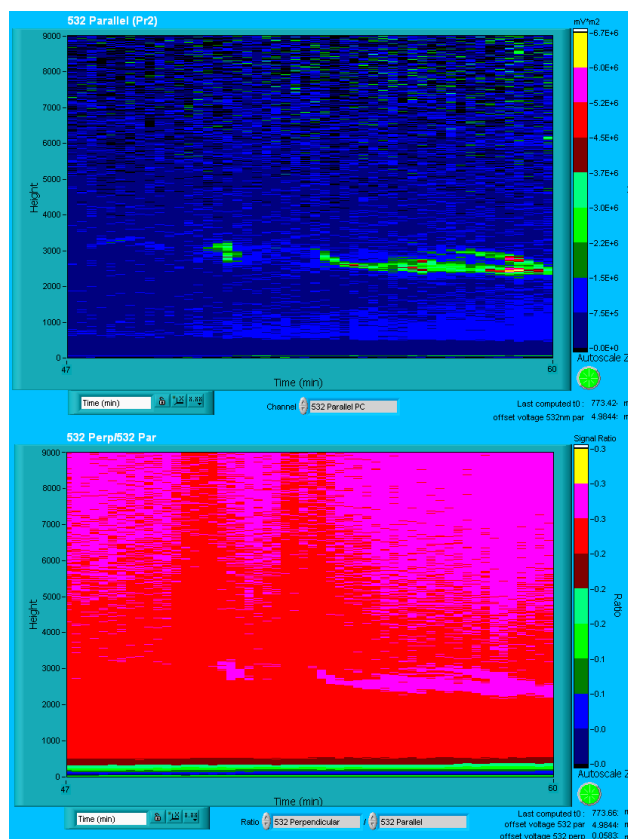 532 Parallel (Pr2)
mV*m2
9000
8000
7000
6000
5000
4000
3000
2000
1000
0
Height
47
60
Time (min)
-6.7E+6
-6.0E+6
-5.2E+6
-4.5E+6
-3.7E+6
-3.0E+6
-2.2E+6
-1.5E+6
-7.5E+5
-0.0E+0
Autoscale Z
Time (min)
Channel
532 Parallel PC
Last computed t0 : 773.42
offset voltage 532nm par 4.9844
532 Perp/532 Par
Signal Ratio
9000
8000
7000
6000
5000
4000
3000
2000
1000
0
Height
47
60
Time (min)
-0.3
-0.3
-0.3
-0.2
-0.2
-0.2
-0.1
-0.1
-0.0
-0.0
Ratio
Autoscale Z
Time (min)
Ratio
532 Perpendicular
/
532 Parallel
Last computed t0 : 773.66
offset voltage 532 par 4.9844
offset voltage 532 perp 0.0583